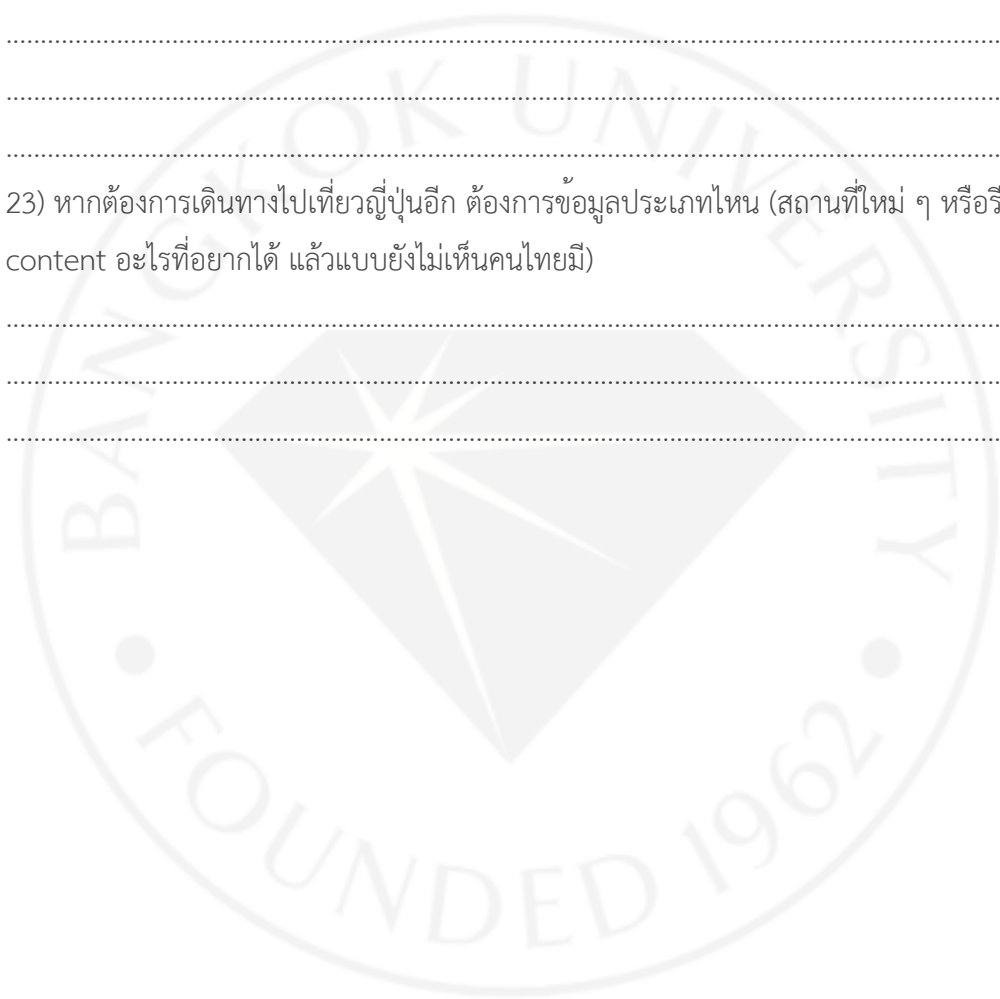 ........................................................................................................................
........................................................................................................................
........................................................................................................................
23) หากต้องการเดินทางไปเที่ยวญี่ปุ่นอีก ต้องการข้อมูลประเภทไหน (สถานที่ใหม่ ๆ หรือรี
content อะไรที่อยากได้ แล้วแบบยังไม่เห็นคนไทยมี)
........................................................................................................................
........................................................................................................................
........................................................................................................................
BANGKOK UNIVERSITY
FOUNDED 1962